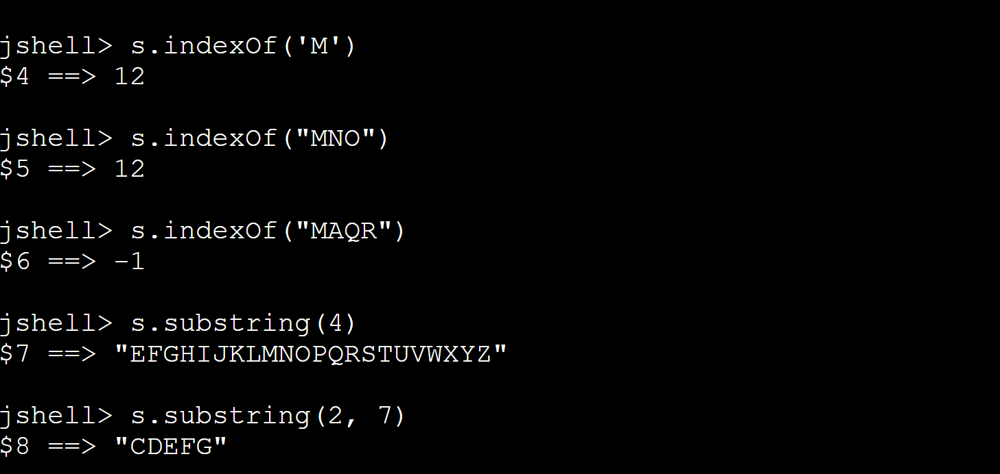 jshell> s.indexOf('M')
$4 ==> 12
jshell> s.indexOf("MNO")
$5 ==> 12
jshell> s.indexOf("MAQR")
$6 ==> -1
jshell> s.substring(4)
$7 ==> "EFGHIJKLMNOPQRSTUVWXYZ"
jshell> s.substring(2, 7)
$8 ==> "CDEFG"